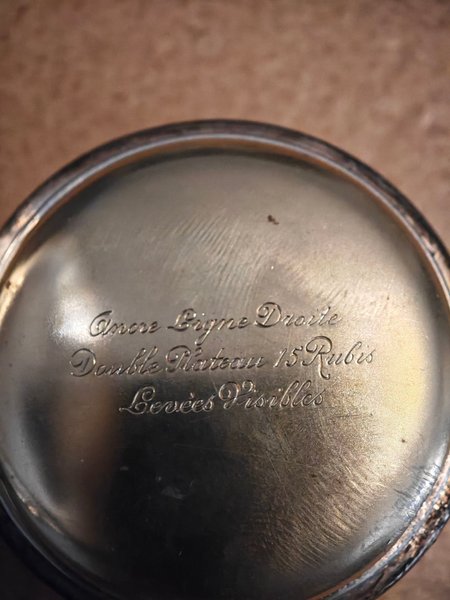 Ancre Ligne Droite
Double Plateau 15 Rubis
Levées Visibles